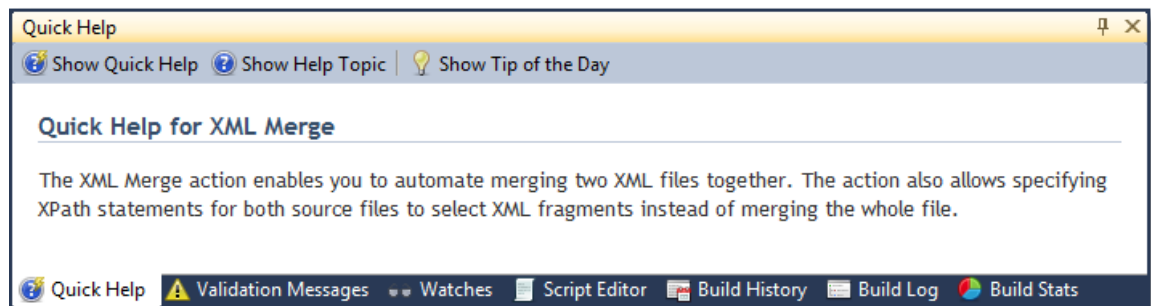 Quick Help
Show Quick Help Show Help Topic Show Tip of the Day
Quick Help for XML Merge
The XML Merge action enables you to automate merging two XML files together. The action also allows specifying
XPath statements for both source files to select XML fragments instead of merging the whole file.
Quick Help Validation Messages Watches Script Editor Build History Build Log Build Stats